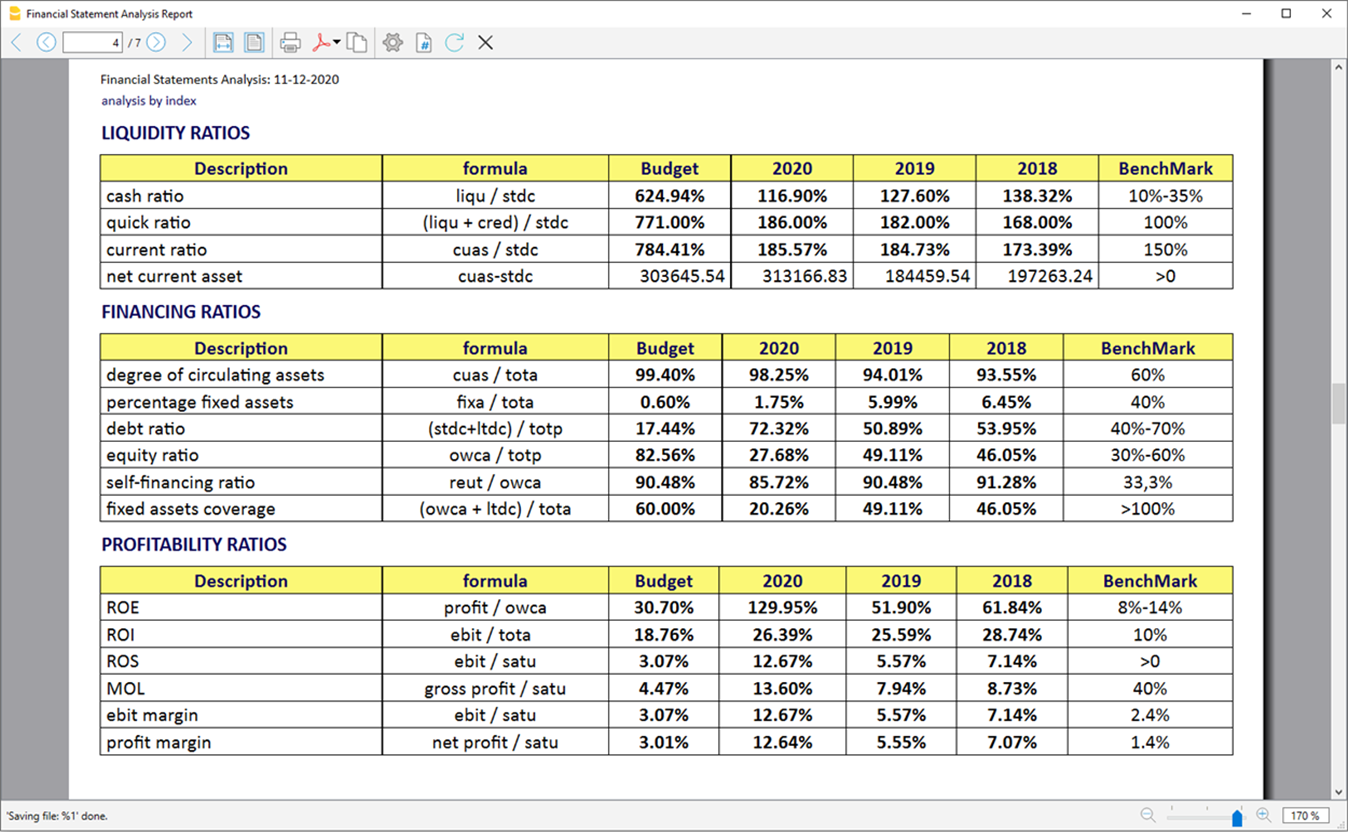 Financial Statement Analysis Report
4 / 7
Financial Statements Analysis: 11-12-2020
analysis by index
LIQUIDITY RATIOS
Description formula Budget 2020 2019 2018 BenchMark
cash ratio liqu / stdc 624.94% 116.90% 127.60% 138.32% 10%-35%
quick ratio (liqu + cred) / stdc 771.00% 186.00% 182.00% 168.00% 100%
current ratio cuas / stdc 784.41% 185.57% 184.73% 173.39% 150%
net current asset cuas-stdc 303645.54 313166.83 184459.54 197263.24 >0
FINANCING RATIOS
Description formula Budget 2020 2019 2018 BenchMark
degree of circulating assets cuas / tota 99.40% 98.25% 94.01% 93.55% 60%
percentage fixed assets fixa / tota 0.60% 1.75% 5.99% 6.45% 40%
debt ratio (stdc+ltdc) / totp 17.44% 72.32% 50.89% 53.95% 40%-70%
equity ratio owca / totp 82.56% 27.68% 49.11% 46.05% 30%-60%
self-financing ratio reut / owca 90.48% 85.72% 90.48% 91.28% 33,3%
fixed assets coverage (owca + ltdc) / tota 60.00% 20.26% 49.11% 46.05% >100%
PROFITABILITY RATIOS
Description formula Budget 2020 2019 2018 BenchMark
ROE profit / owca 30.70% 129.95% 51.90% 61.84% 8%-14%
ROI ebit / tota 18.76% 26.39% 25.59% 28.74% 10%
ROS ebit / satu 3.07% 12.67% 5.57% 7.14% >0
MOL gross profit / satu 4.47% 13.60% 7.94% 8.73% 40%
ebit margin ebit / satu 3.07% 12.67% 5.57% 7.14% 2.4%
profit margin net profit / satu 3.01% 12.64% 5.55% 7.07% 1.4%
'Saving file: %1' done.
170 %